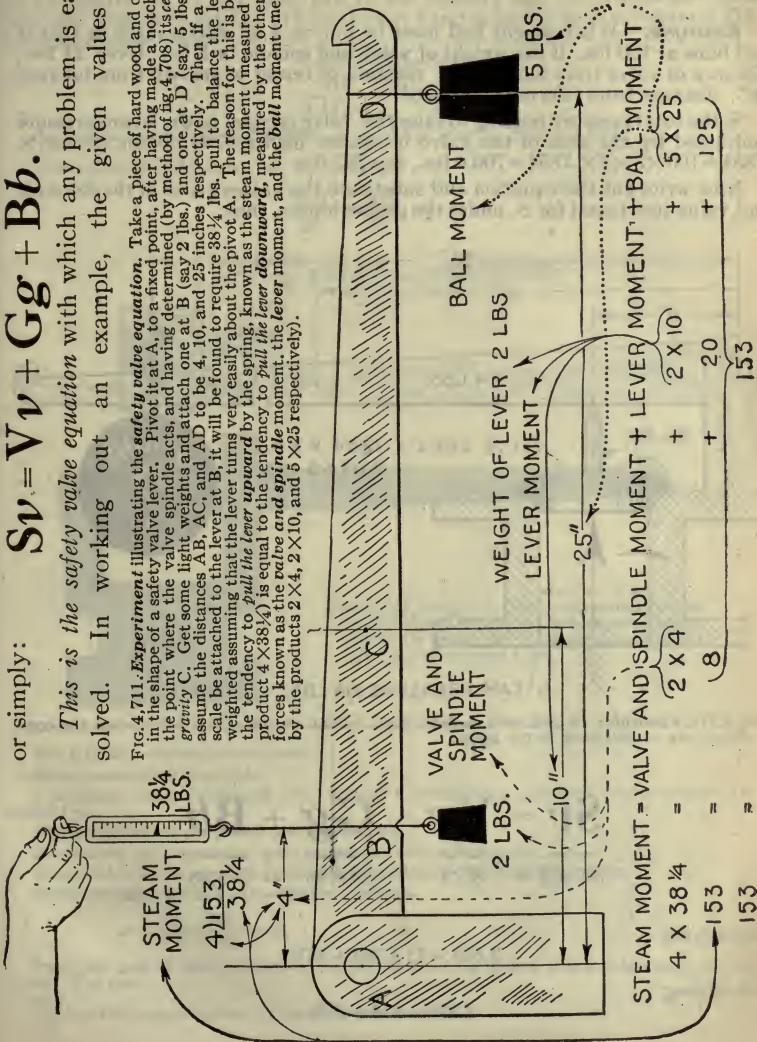 or simply:
Sv = Vv + Gg + Bb.
This is the safety valve equation with which any problem is ea
solved. In working out an example, the given values
FIG. 4,711.-Experiment illustrating the safety valve equation. Take a piece of hard wood and c
in the shape of a safety valve lever. Pivot it at A, to a fixed point, after having made a notch
the point where the valve spindle acts, and having determined (by method of fig. 4,708) its ce
gravity C. Get some light weights and attach one at B (say 2 lbs.) and one at D (say 5 lbs
assume the distances AB, AC, and AD to be 4, 10, and 25 inches respectively. Then if a
scale be attached to the lever at B, it will be found to require 38¼ lbs. pull to balance the le
weighted assuming that the lever turns very easily about the pivot A. The reason for this is b
the tendency to pull the lever upward by the spring, known as the steam moment (measured
product 4 ×38¼) is equal to the tendency to pull the lever downward, measured by the other
forces known as the valve and spindle moment, the lever moment, and the ball moment (me
by the products 2×4, 2×10, and 5×25 respectively).
38¼
LBS.
STEAM
MOMENT
4)153
38¼
4"
A
B
C
D
2 LBS.
5 LBS.
VALVE AND
SPINDLE
MOMENT
10"
25"
WEIGHT OF LEVER 2 LBS
LEVER MOMENT
BALL MOMENT
STEAM MOMENT = VALVE AND SPINDLE MOMENT + LEVER MOMENT + BALL MOMENT
4 X 38¼ = 2 X 4 + 2 X 10 + 5 X 25
153 = 8 + 20 + 125
153 = 153